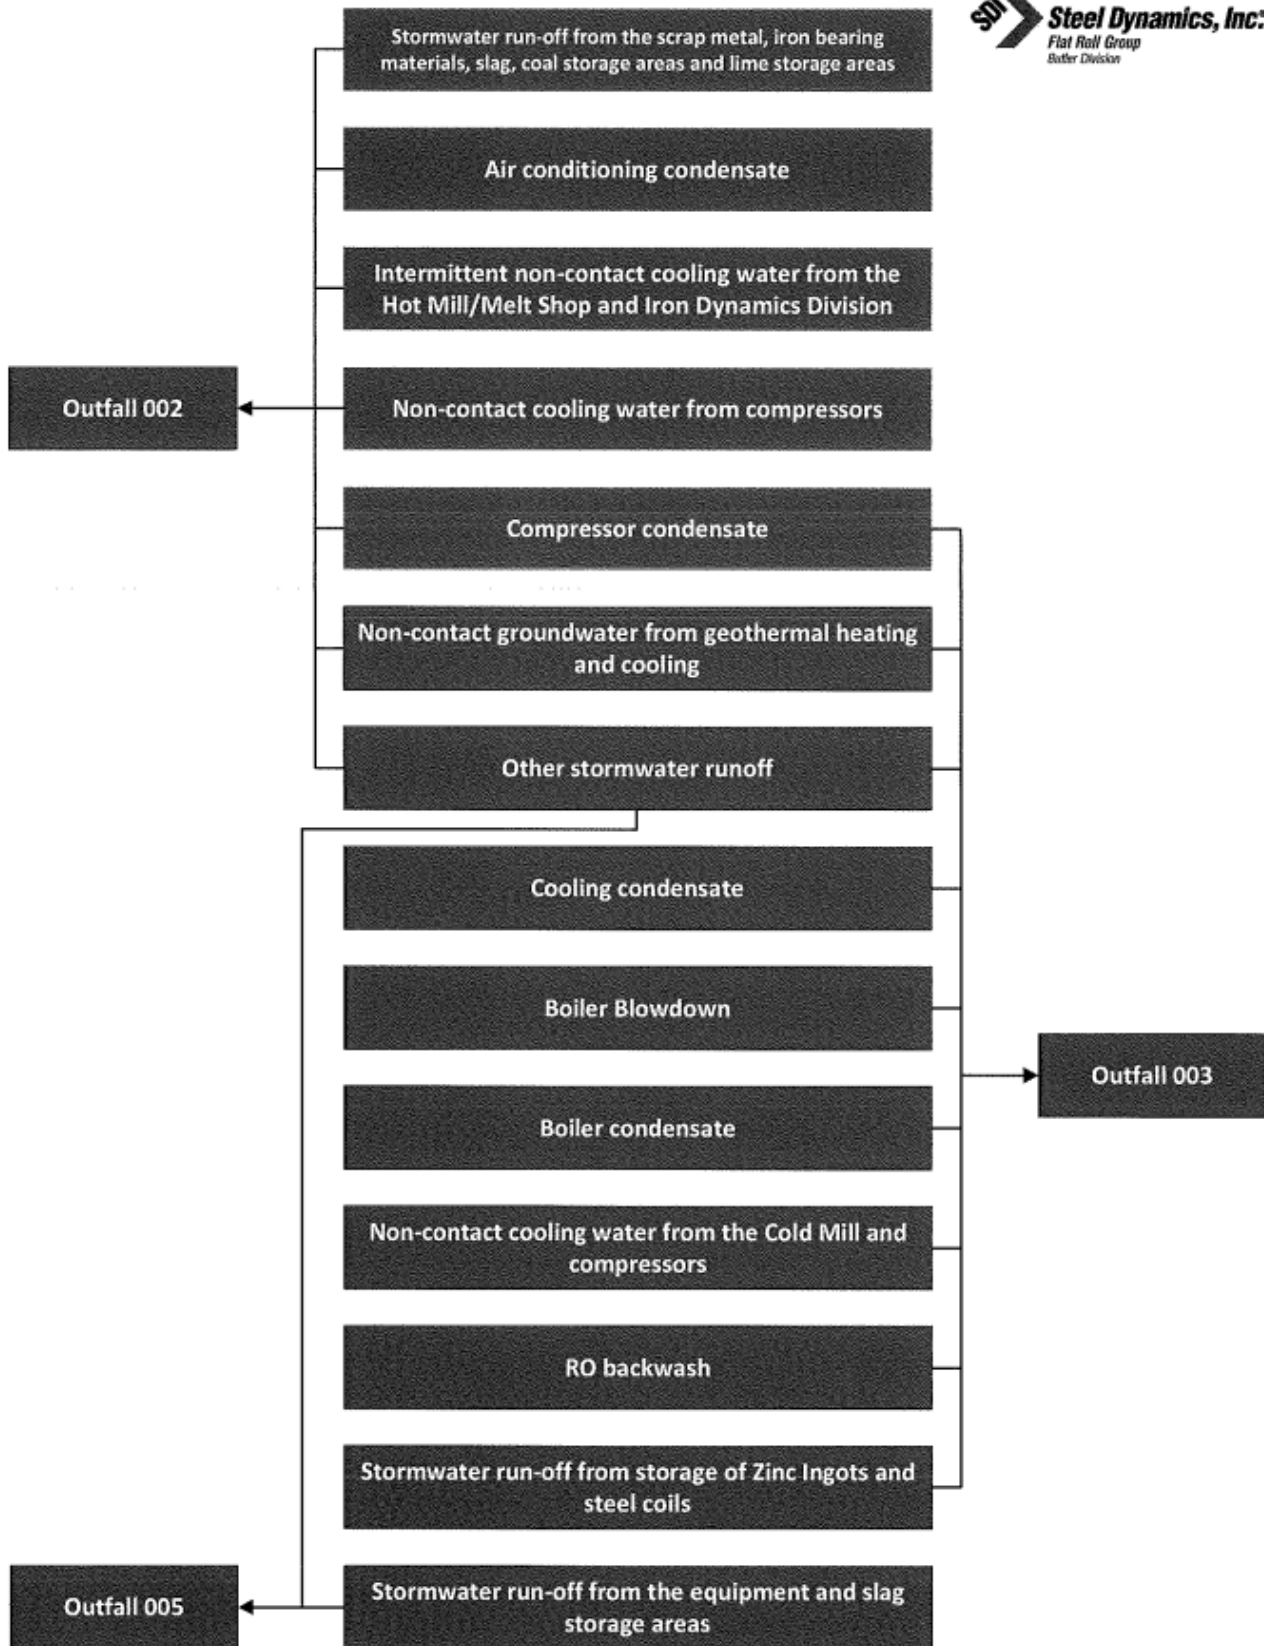 SDI
Steel Dynamics, Inc.
Flat Roll Group
Butler Division
Stormwater run-off from the scrap metal, iron bearing
materials, slag, coal storage areas and lime storage areas
Air conditioning condensate
Intermittent non-contact cooling water from the
Hot Mill/Melt Shop and Iron Dynamics Division
Outfall 002
Non-contact cooling water from compressors
Compressor condensate
Non-contact groundwater from geothermal heating
and cooling
Other stormwater runoff
Cooling condensate
Boiler Blowdown
Outfall 003
Boiler condensate
Non-contact cooling water from the Cold Mill and
compressors
RO backwash
Stormwater run-off from storage of Zinc Ingots and
steel coils
Outfall 005
Stormwater run-off from the equipment and slag
storage areas